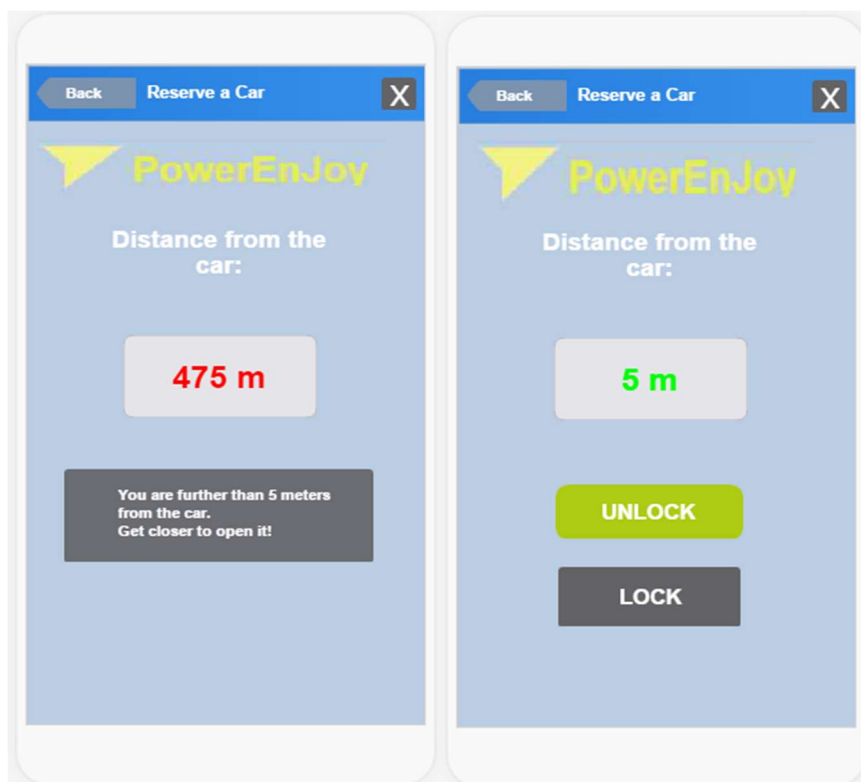 Back
Reserve a Car
X
PowerEnJoy
Distance from the
car:
475 m
You are further than 5 meters
from the car.
Get closer to open it!
Back
Reserve a Car
X
PowerEnJoy
Distance from the
car:
5 m
UNLOCK
LOCK